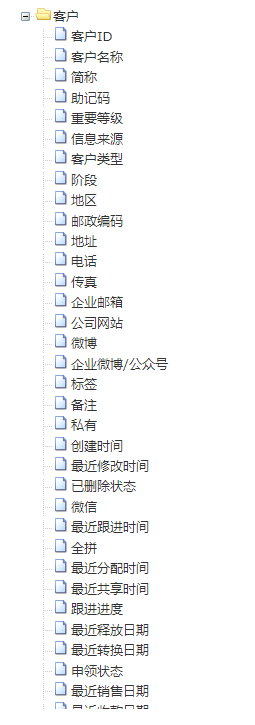 客户
客户ID
客户名称
简称
助记码
重要等级
信息来源
客户类型
阶段
地区
邮政编码
地址
电话
传真
企业邮箱
公司网站
微博
企业微博/公众号
标签
备注
私有
创建时间
最近修改时间
已删除状态
微信
最近跟进时间
全拼
最近分配时间
最近共享时间
跟进进度
最近释放日期
最近转换日期
申领状态
最近销售日期